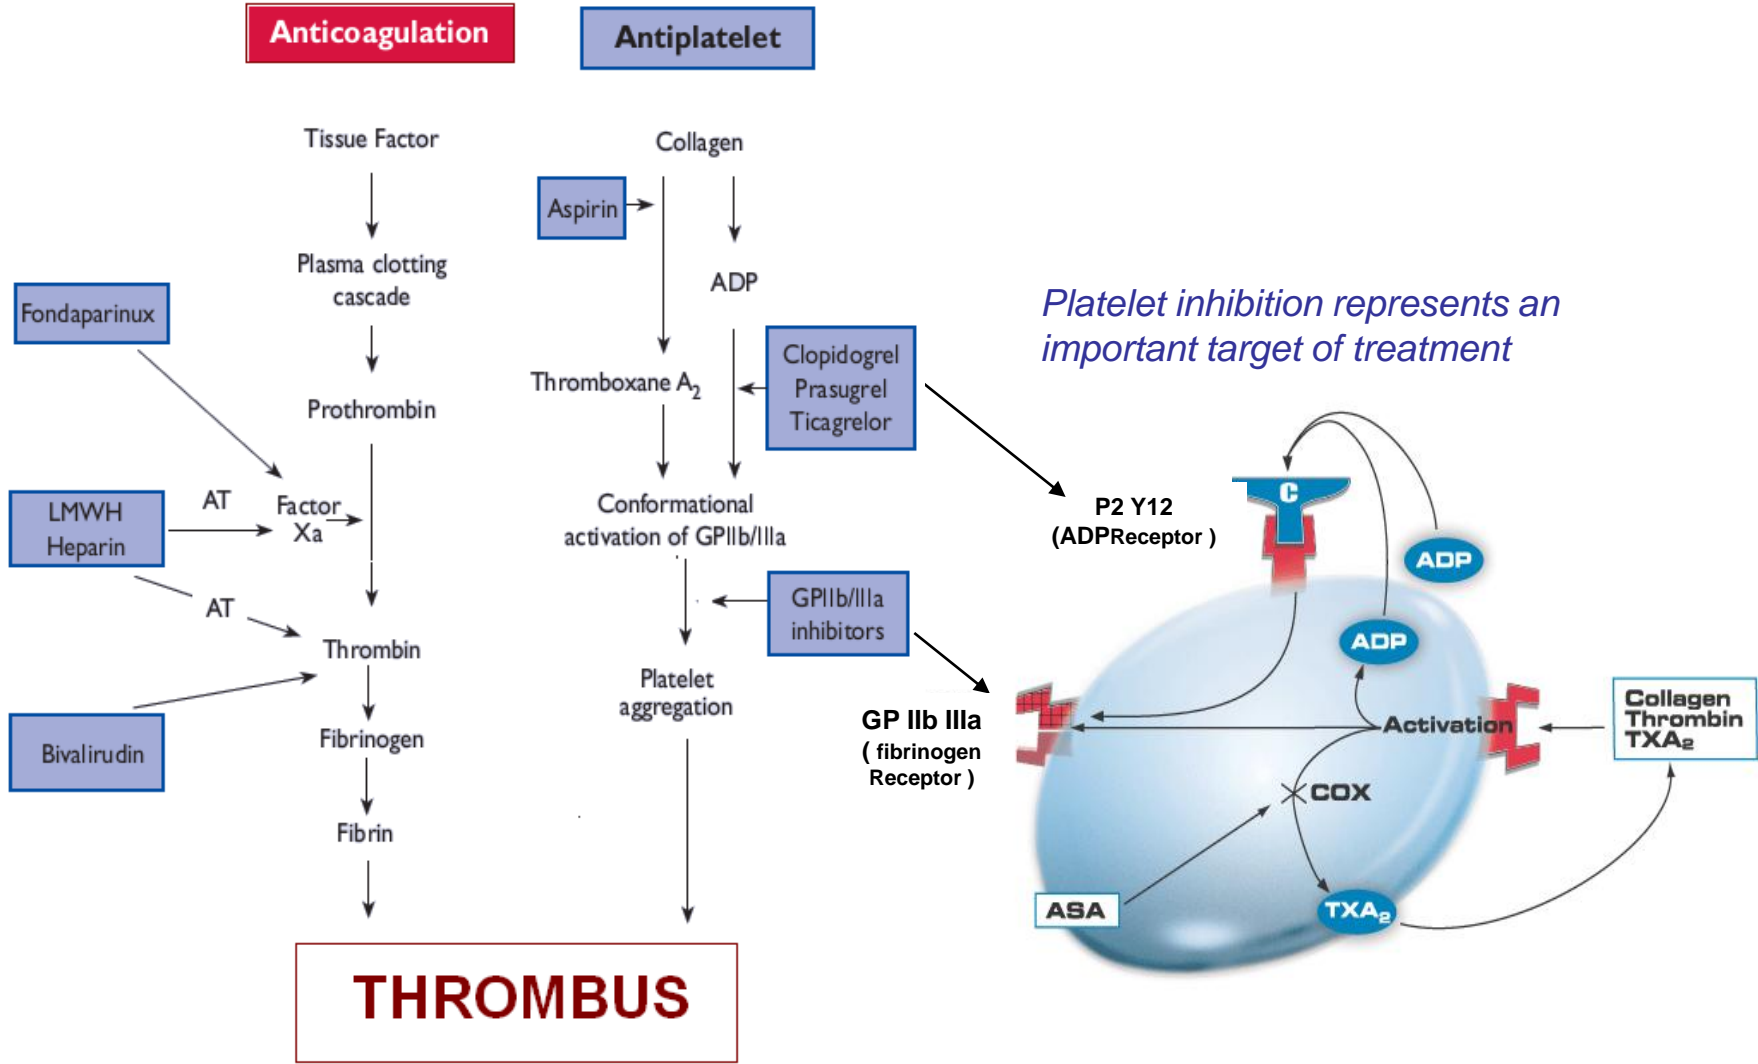 Anticoagulation
Antiplatelet
Tissue Factor
Plasma clotting
cascade
Prothrombin
Fondaparinux
LMWH
Heparin
AT
Factor
Xa
AT
Thrombin
Bivalirudin
Fibrinogen
Fibrin
Collagen
Aspirin
ADP
Thromboxane A2
Clopidogrel
Prasugrel
Ticagrelor
Conformational
activation of GPIIb/IIIa
GPIIb/IIIa
inhibitors
Platelet
aggregation
THROMBUS
Platelet inhibition represents an
important target of treatment
P2 Y12
(ADPReceptor )
C
ADP
ADP
GP IIb IIIa
( fibrinogen
Receptor )
Activation
Collagen
Thrombin
TXA2
COX
ASA
TXA2